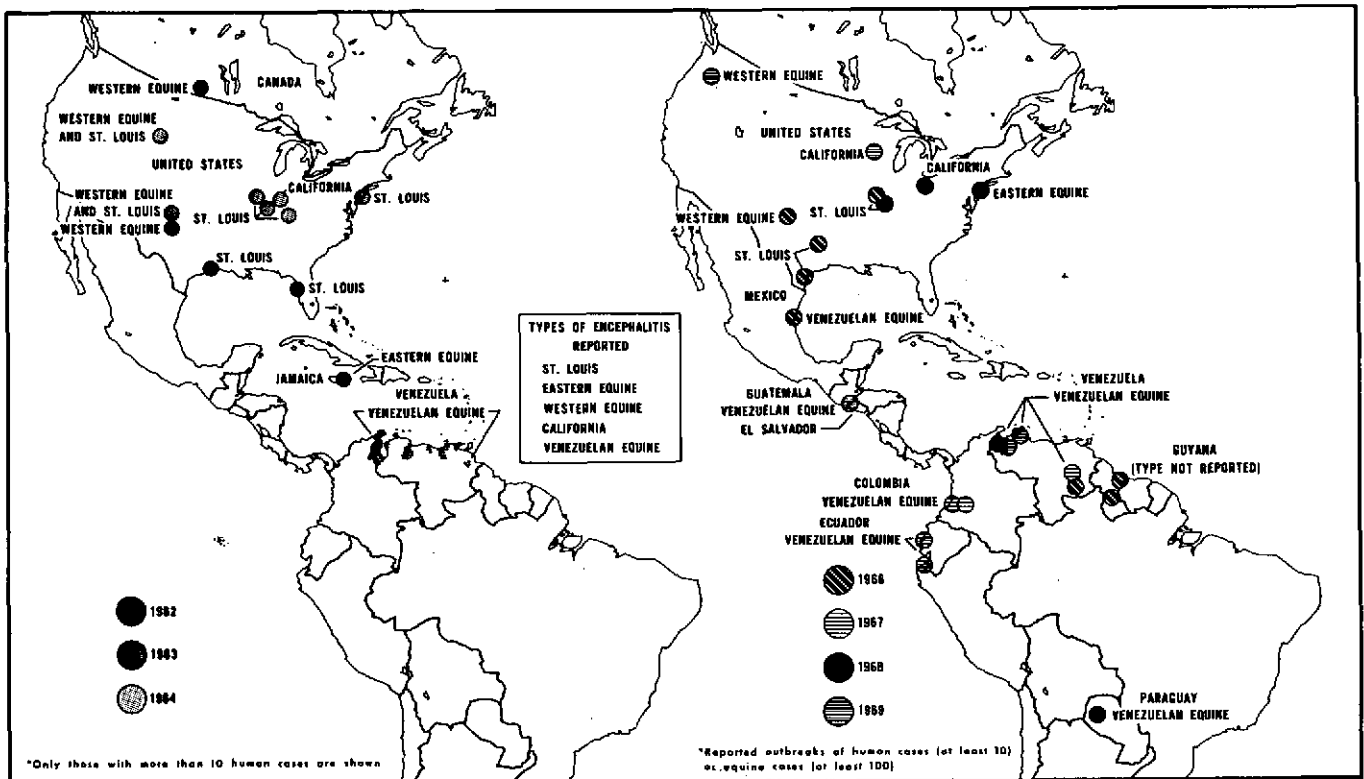 WESTERN EQUINE
CANADA
WESTERN EQUINE
AND ST. LOUIS
UNITED STATES
CALIFORNIA
WESTERN EQUINE
AND ST. LOUIS
ST. LOUIS
ST. LOUIS
WESTERN EQUINE
ST. LOUIS
ST. LOUIS
EASTERN EQUINE
JAMAICA
VENEZUELA
VENEZUELAN EQUINE
1962
1963
1964
*Only those with more than 10 human cases are shown
TYPES OF ENCEPHALITIS
REPORTED
ST. LOUIS
EASTERN EQUINE
WESTERN EQUINE
CALIFORNIA
VENEZUELAN EQUINE
WESTERN EQUINE
UNITED STATES
CALIFORNIA
CALIFORNIA
EASTERN EQUINE
ST. LOUIS
WESTERN EQUINE
ST. LOUIS
MEXICO
VENEZUELAN EQUINE
GUATEMALA
VENEZUELAN EQUINE
EL SALVADOR
VENEZUELA
VENEZUELAN EQUINE
GUYANA
(TYPE NOT REPORTED)
COLOMBIA
VENEZUELAN EQUINE
ECUADOR
VENEZUELAN EQUINE
1966
1967
1968
1969
PARAGUAY
VENEZUELAN EQUINE
*Reported outbreaks of human cases (at least 10)
or equine cases (at least 100)